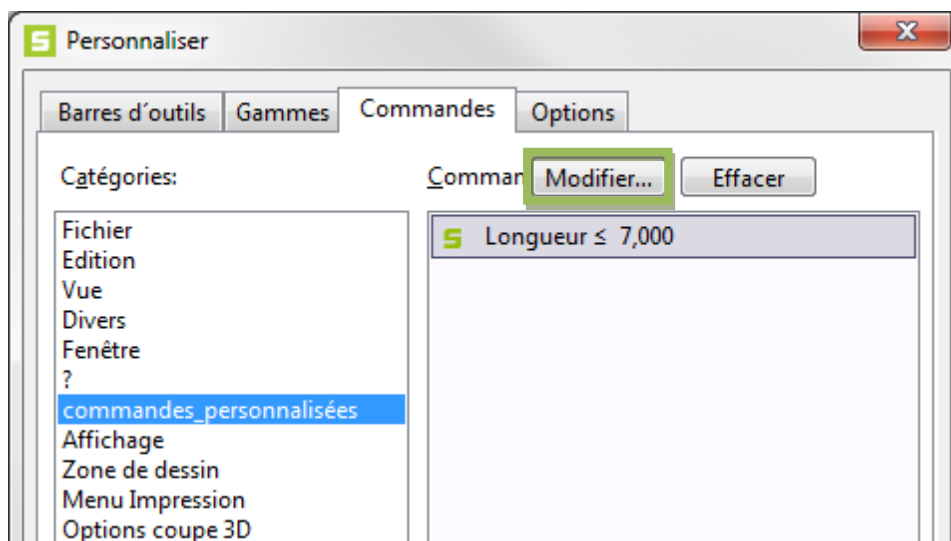 Personnaliser
Barres d´outils Gammes Commandes Options
Catégories:
Comman Modifier... Effacer
Fichier
Edition
Vue
Divers
Fenêtre
?
commandes_personnalisées
Affichage
Zone de dessin
Menu Impression
Options coupe 3D
Longueur ≤ 7,000